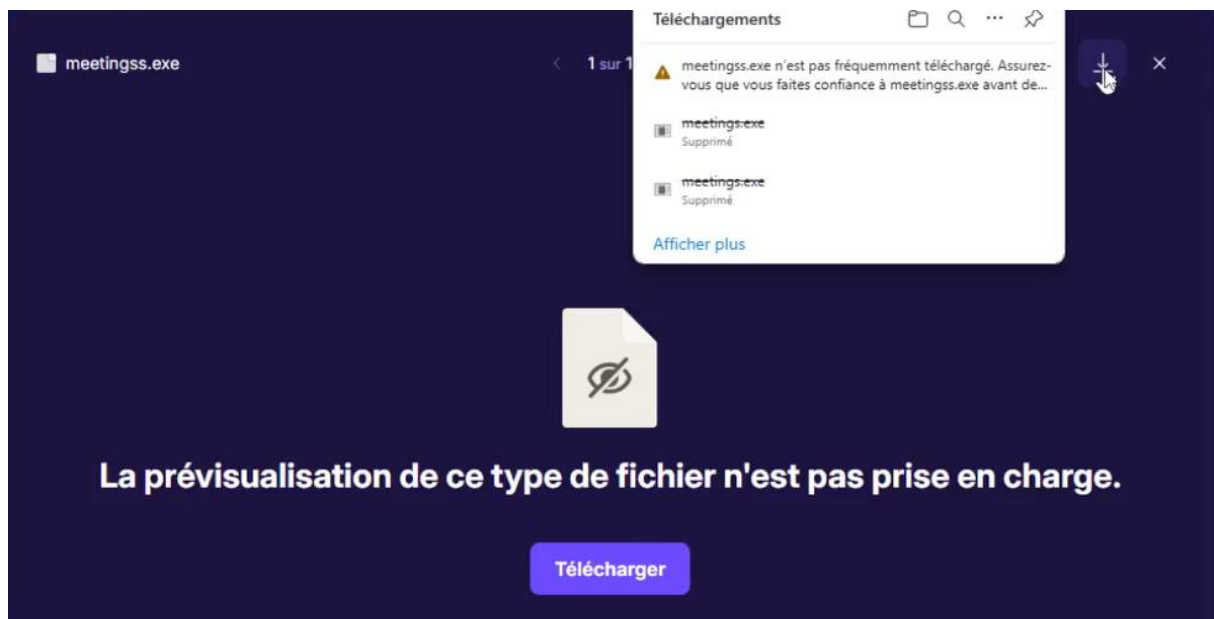 Téléchargements
meetingss.exe
1 sur 1
meetingss.exe n'est pas fréquemment téléchargé. Assurez-
vous que vous faites confiance à meetingss.exe avant de...
meetings.exe
Supprimé
meetings.exe
Supprimé
Afficher plus
La prévisualisation de ce type de fichier n'est pas prise en charge.
Télécharger